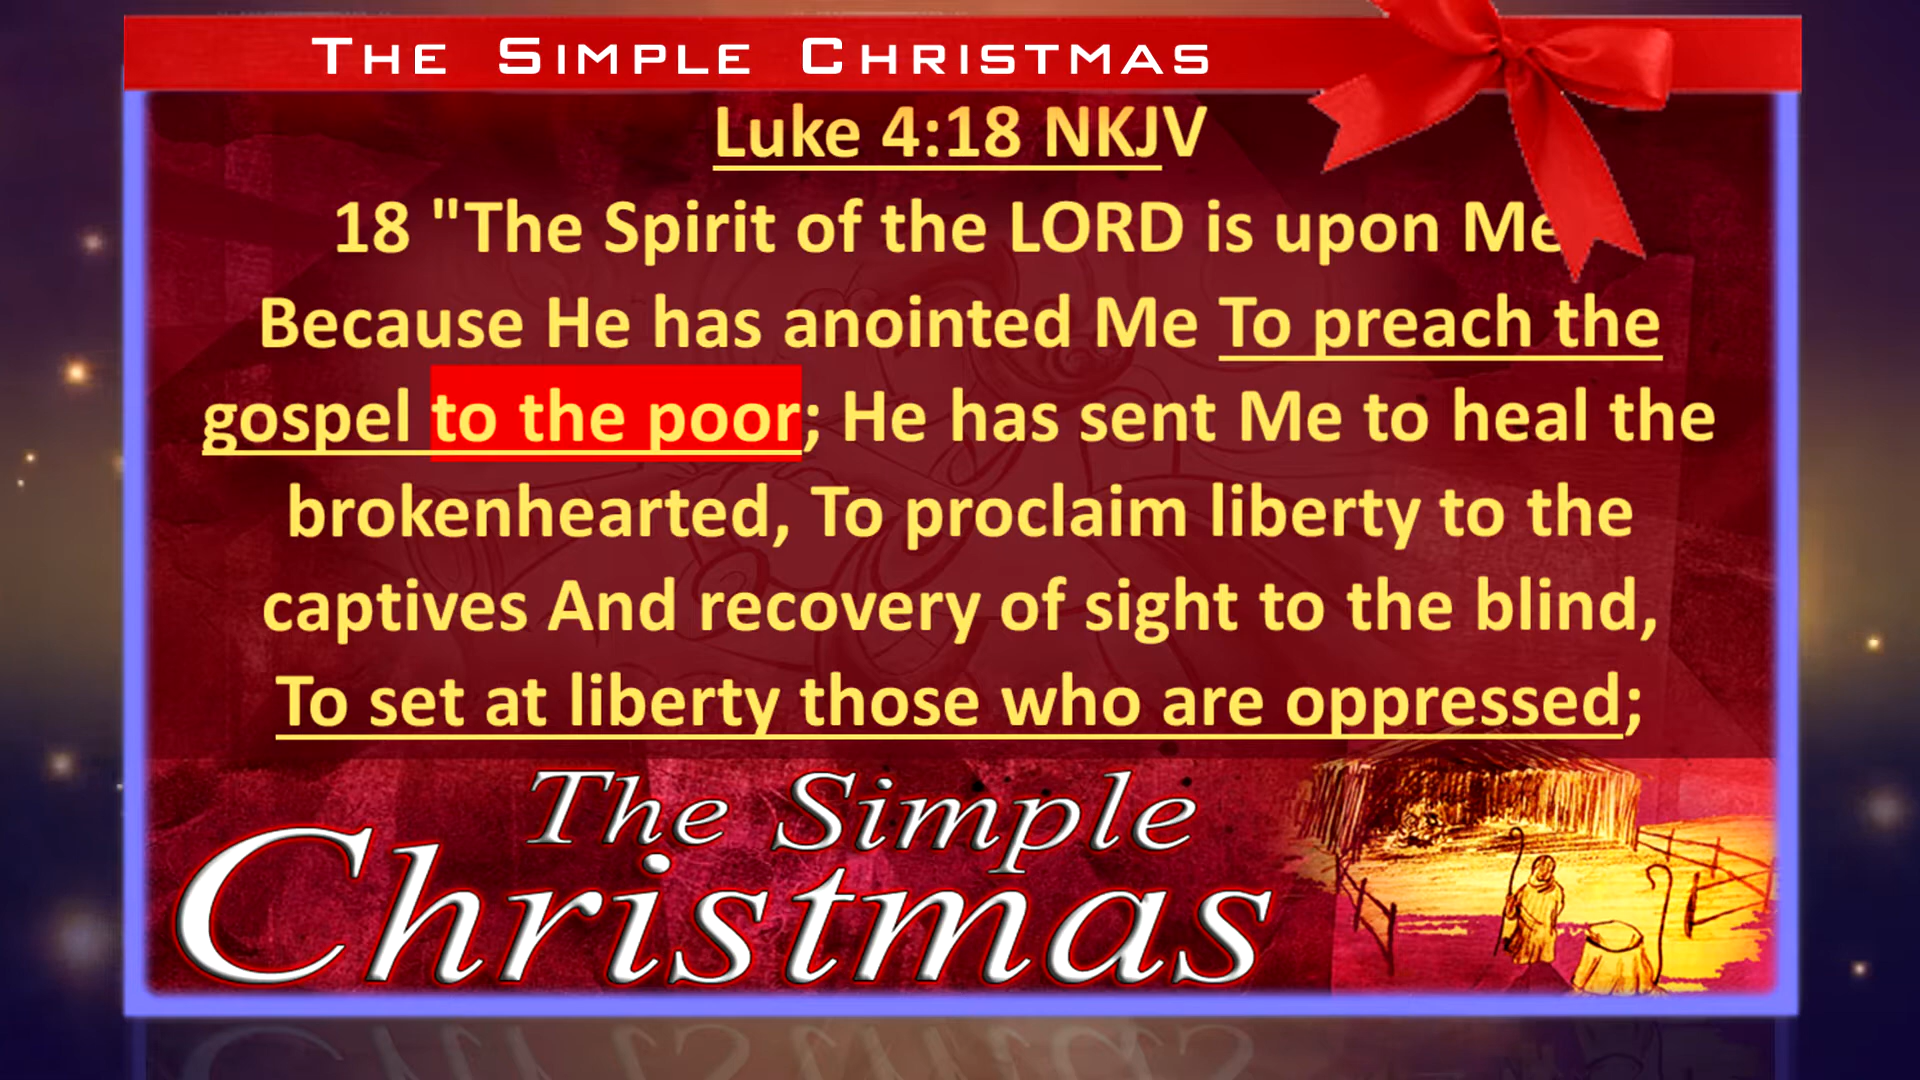 THE SIMPLE CHRISTMAS
Luke 4:18 NKJV
18 "The Spirit of the LORD is upon Me
Because He has anointed Me To preach the
gospel to the poor; He has sent Me to heal the
brokenhearted, To proclaim liberty to the
captives And recovery of sight to the blind,
To set at liberty those who are oppressed;
The Simple
Christmas